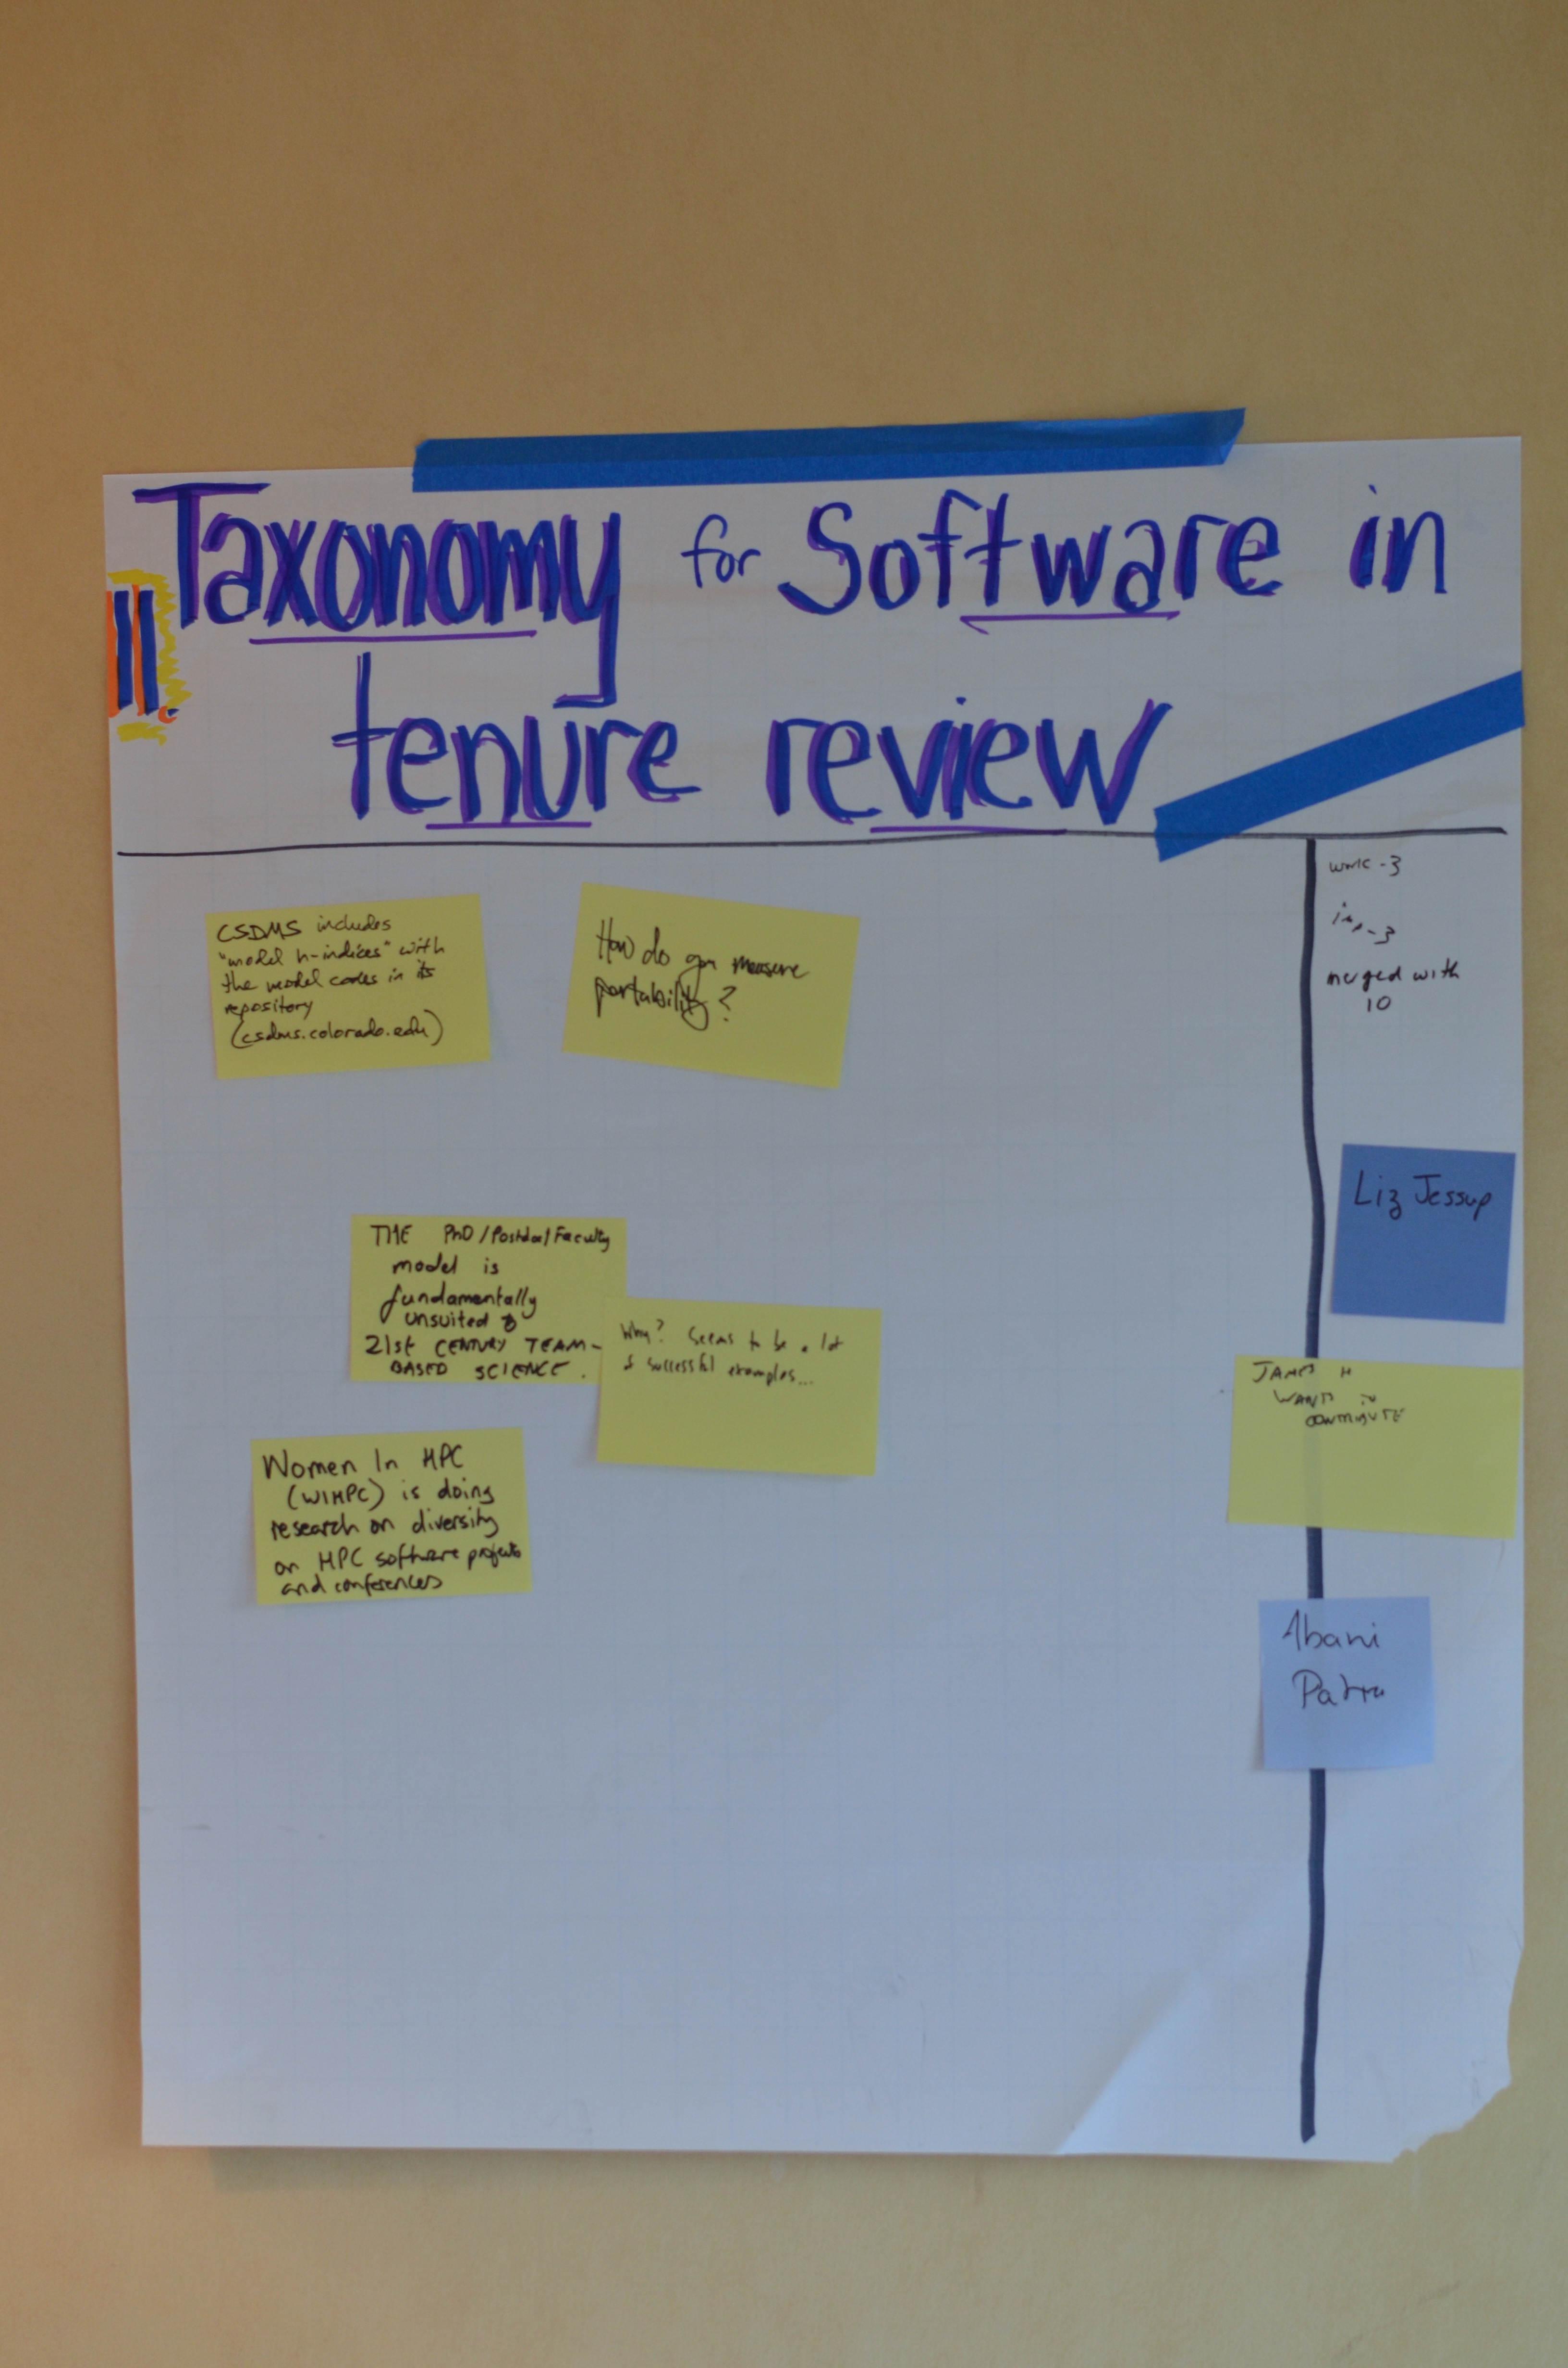 Taxonomy for Software in
11.
tenure review
CSDMS includes
"model h-indices" with
the model codes in its
repository
(csdms.colorado.edu)
How do you measure
portability?
THE PhD/Postdoc/Faculty
model is
fundamentally
unsuited to
21st CENTURY TEAM-
BASED SCIENCE.
Why? Seems to be a lot
of successful examples...
Women In HPC
(WIHPC) is doing
research on diversity
on HPC software projects
and conferences
work-3
imp-3
merged with
10
Liz Jessup
JAMES H
WANTS TO
CONTRIBUTE
Abani
Patra